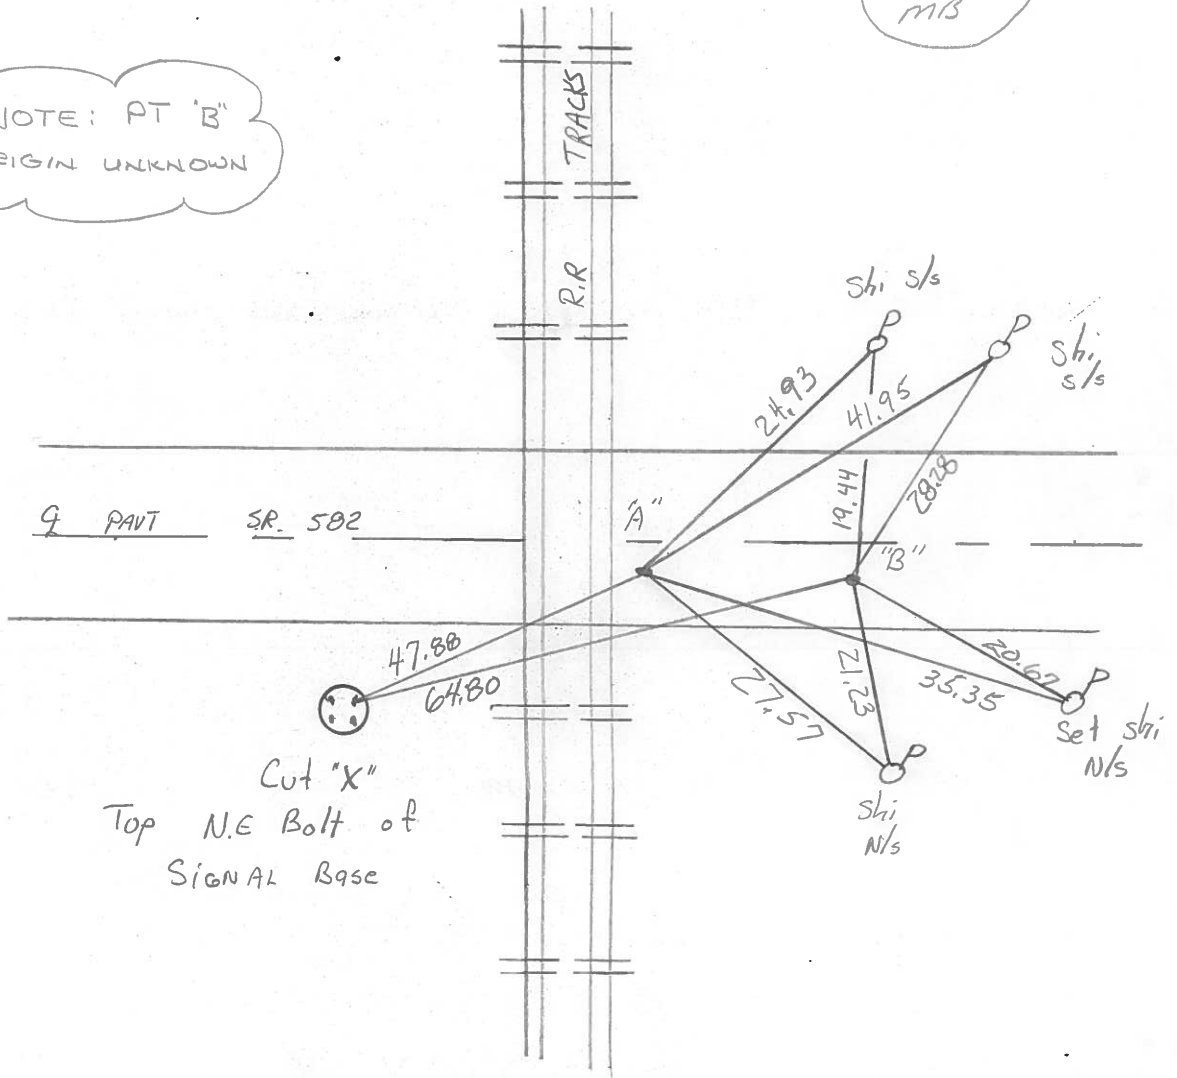 MB
NOTE: PT "B"
ORIGIN UNKNOWN
R.R TRACKS
Shi S/s
Shi
S/s
24.93
41.95
19.44
28.28
℄ PAVT S.R. 582
"A"
"B"
47.88
64.80
27.57
21.23
35.35
20.67
Set Shi
N/s
Shi
N/s
Cut "X"
Top N.E Bolt of
SIGNAL Base